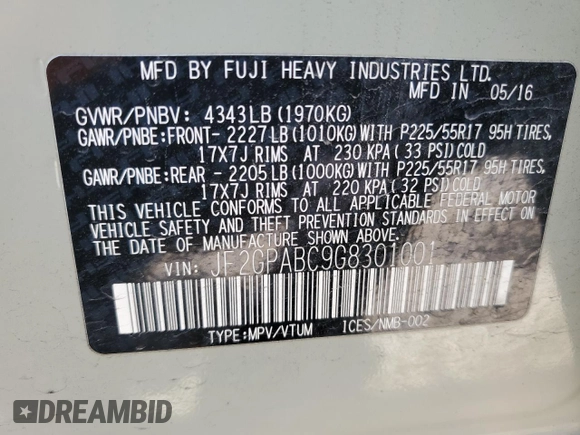 MFD BY FUJI HEAVY INDUSTRIES LTD.
MFD IN 05/16
GVWR/PNBV: 4343LB (1970KG)
GAWR/PNBE:FRONT- 2227LB(1010KG)WITH P225/55R17 95H TIRES,
17X7J RIMS AT 230 KPA(33 PSI)COLD
GAWR/PNBE:REAR - 2205LB(1000KG)WITH P225/55R17 95H TIRES,
17X7J RIMS AT 220 KPA(32 PSI)COLD
THIS VEHICLE CONFORMS TO ALL APPLICABLE FEDERAL MOTOR
VEHICLE SAFETY AND THEFT PREVENTION STANDARDS IN EFFECT ON
THE DATE OF MANUFACTURE SHOWN ABOVE.
VIN: JF2GPABC9G8301001
TYPE:MPV/VTUM ICES/NMB-002
DREAMBID